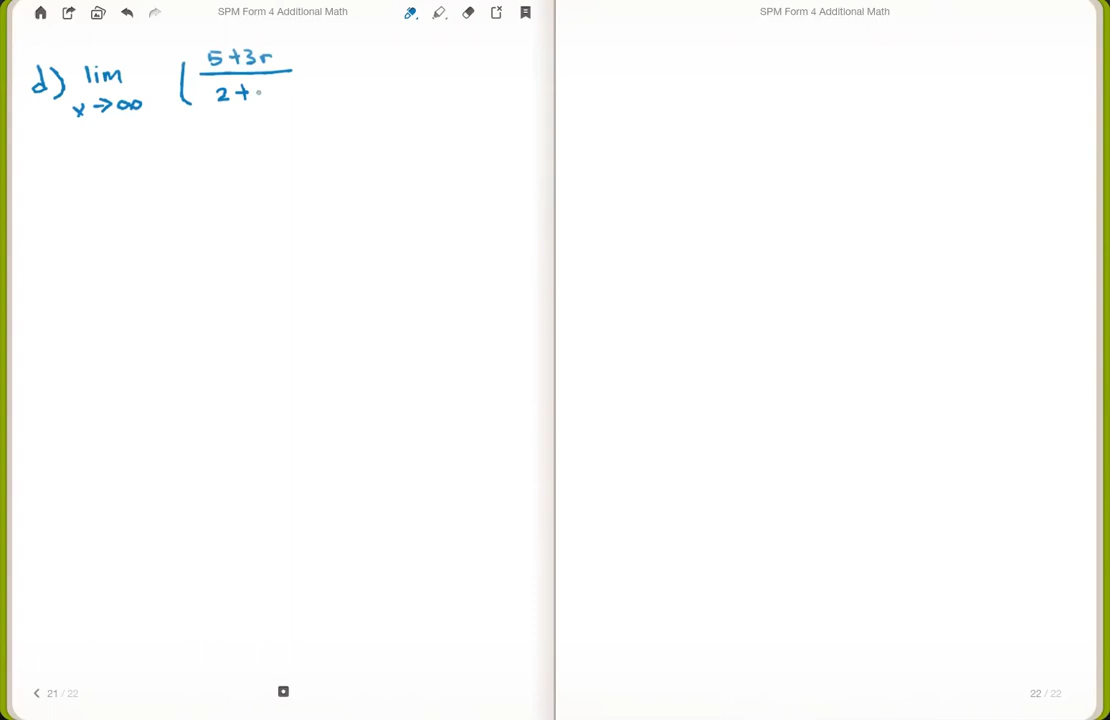 SPM Form 4 Additional Math
SPM Form 4 Additional Math
d) lim ( 5+3r
x→∞ 2+
21 / 22
22 / 22